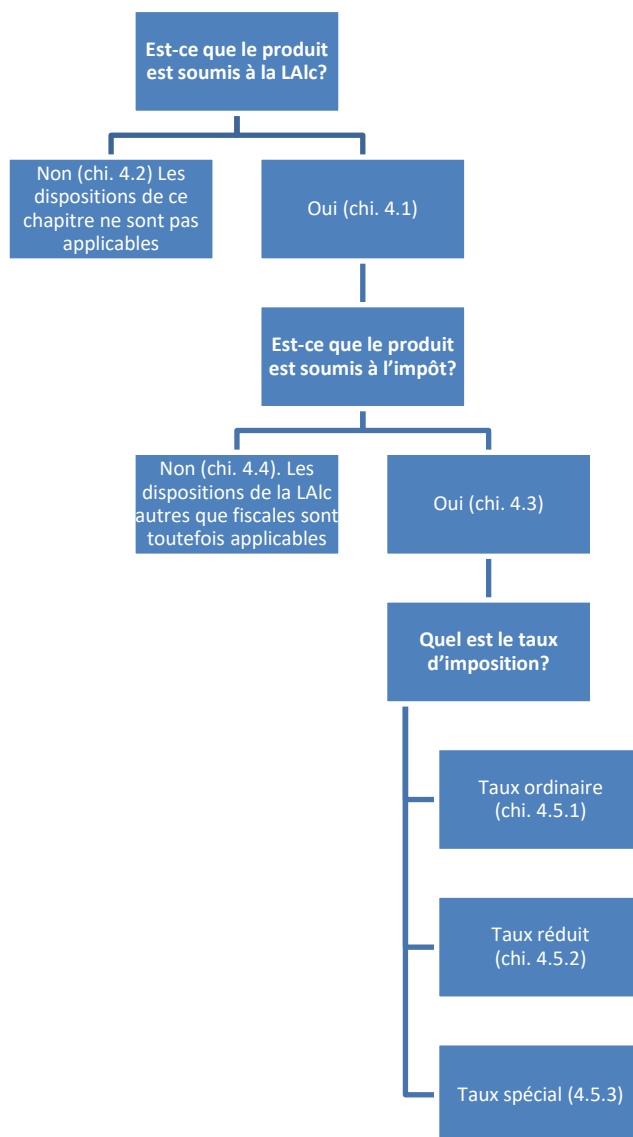 Est-ce que le produit
est soumis à la LAlc?
Non (chi. 4.2) Les
dispositions de ce
chapitre ne sont pas
applicables
Oui (chi. 4.1)
Est-ce que le produit
est soumis à l’impôt?
Non (chi. 4.4). Les
dispositions de la LAlc
autres que fiscales sont
toutefois applicables
Oui (chi. 4.3)
Quel est le taux
d’imposition?
Taux ordinaire
(chi. 4.5.1)
Taux réduit
(chi. 4.5.2)
Taux spécial (4.5.3)